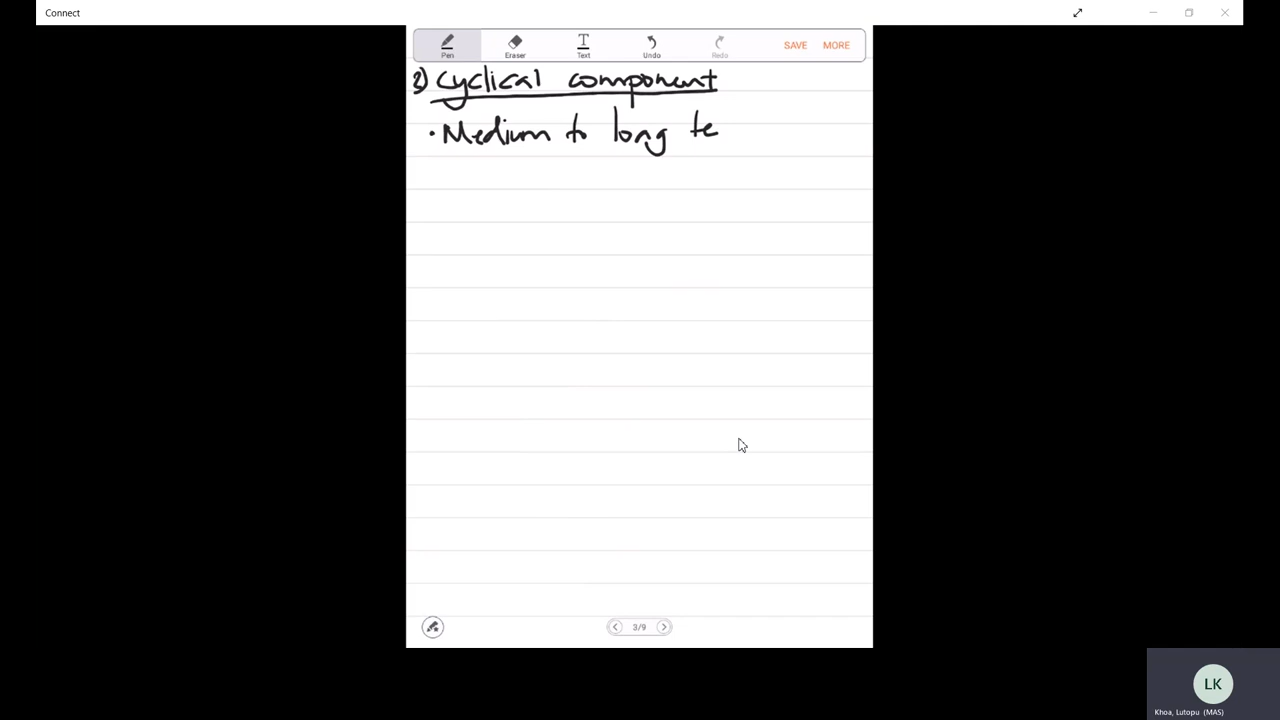 Connect
Pen
Eraser
T
Text
Undo
Redo
SAVE
MORE
2) Cyclical component
• Medium to long te
3/9
LK
Khoa, Lutopu (MAS)